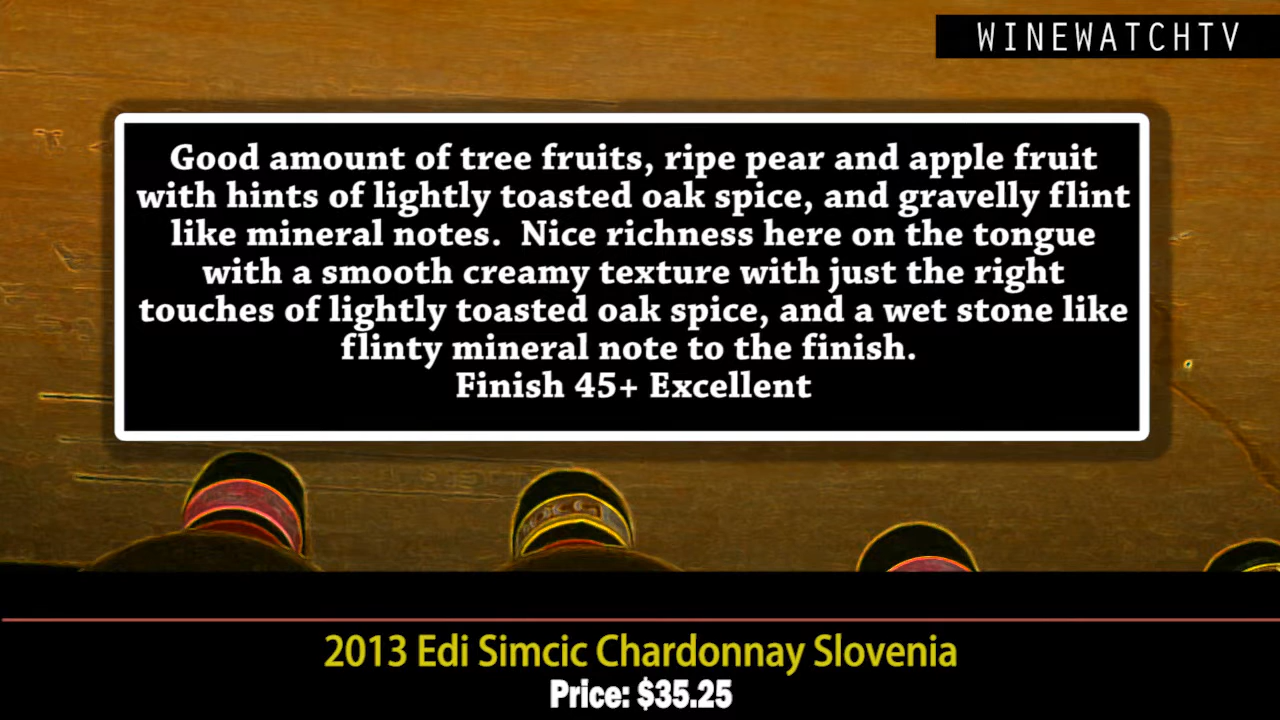 WINEWATCHTV
Good amount of tree fruits, ripe pear and apple fruit
with hints of lightly toasted oak spice, and gravelly flint
like mineral notes.  Nice richness here on the tongue
with a smooth creamy texture with just the right
touches of lightly toasted oak spice, and a wet stone like
flinty mineral note to the finish.
Finish 45+ Excellent
2013 Edi Simcic Chardonnay Slovenia
Price: $35.25